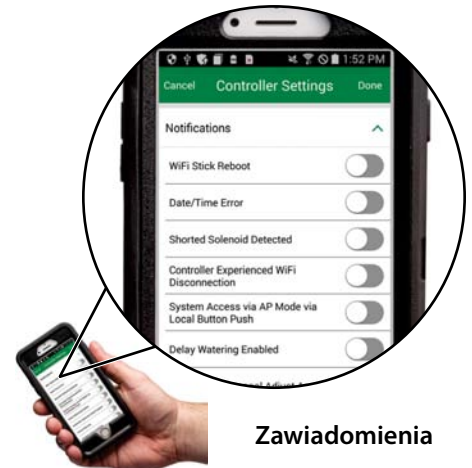 1:52 PM
Cancel Controller Settings Done
Notifications
WiFi Stick Reboot
Date/Time Error
Shorted Solenoid Detected
Controller Experienced WiFi
Disconnection
System Access via AP Mode via
Local Button Push
Delay Watering Enabled
Zawiadomienia